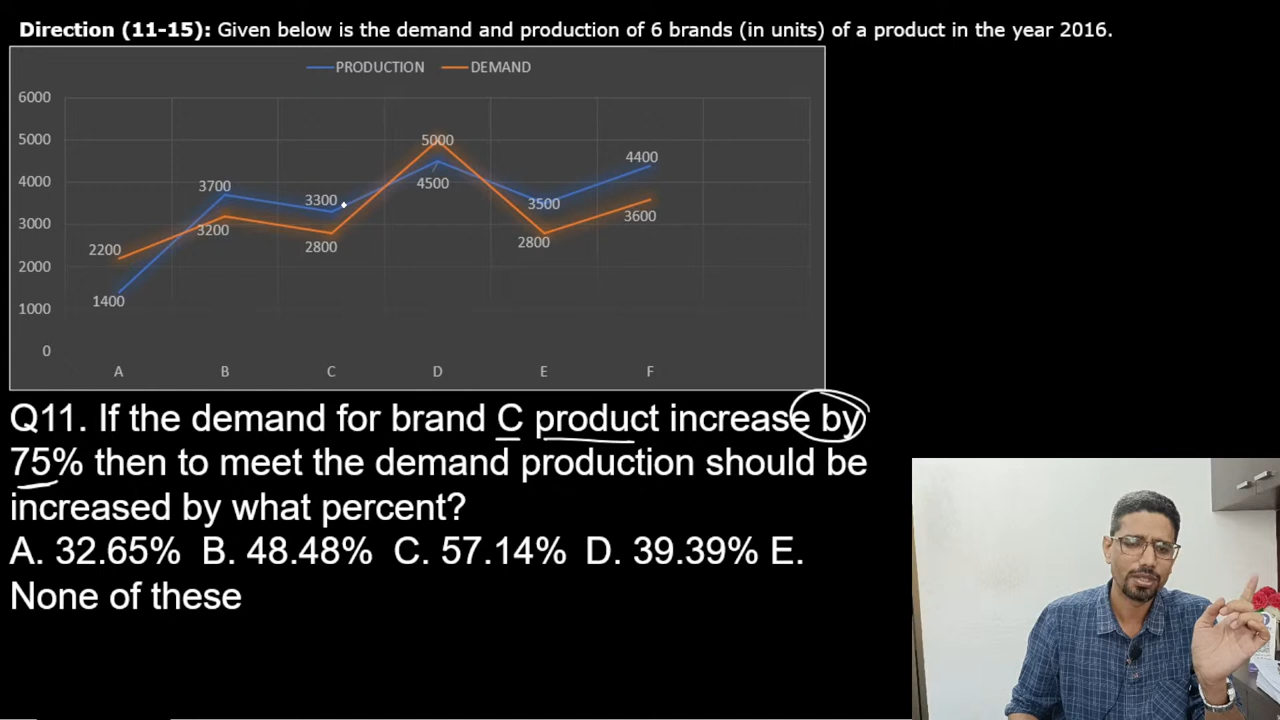 Direction (11-15): Given below is the demand and production of 6 brands (in units) of a product in the year 2016.
PRODUCTION DEMAND
6000
5000
4000
3000
2000
1000
0
2200
1400
3700
3200
3300
2800
5000
4500
3500
2800
4400
3600
A B C D E F
Q11. If the demand for brand C product increase by
75% then to meet the demand production should be
increased by what percent?
A. 32.65% B. 48.48% C. 57.14% D. 39.39% E.
None of these